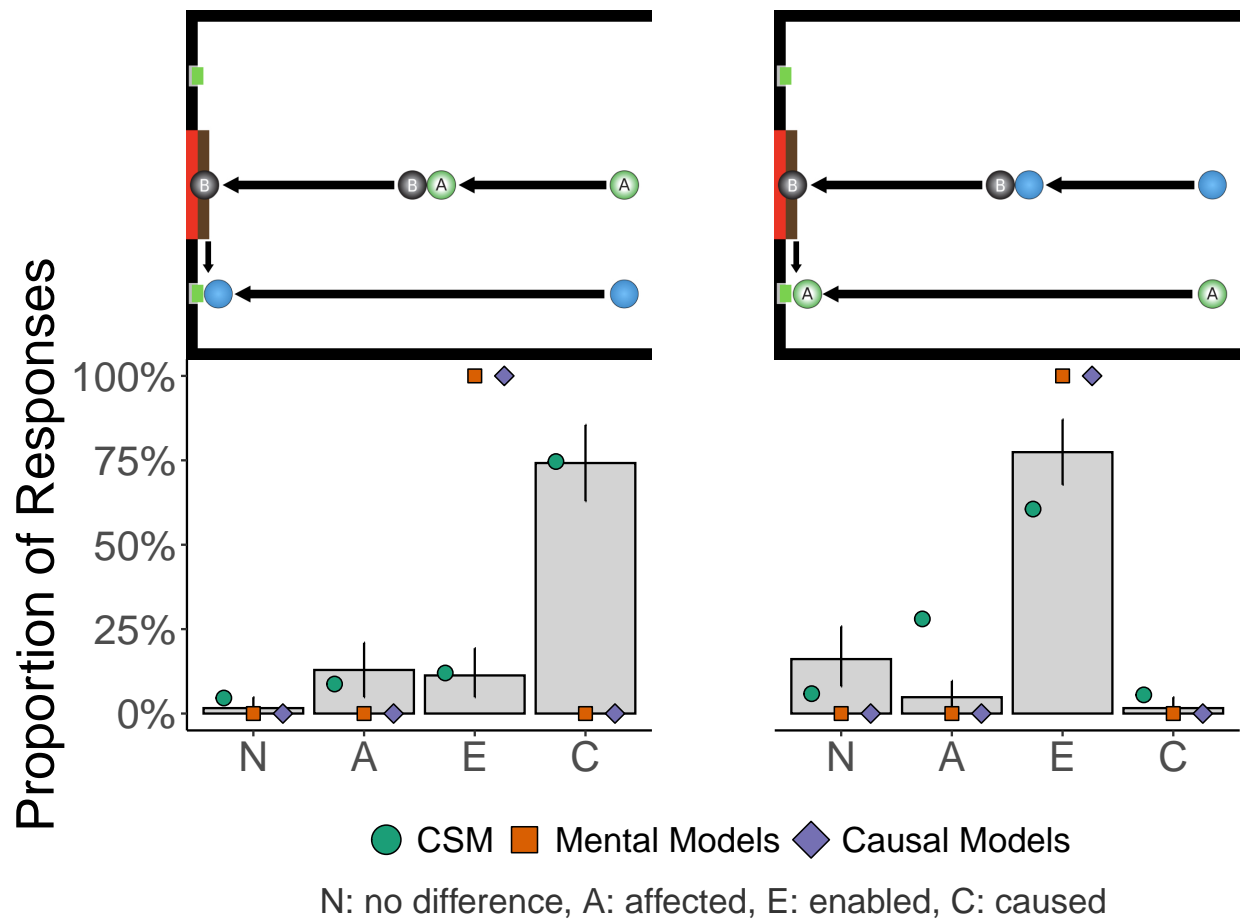 B B A A
B B
A A
Proportion of Responses
100%
75%
50%
25%
0%
N A E C
N A E C
CSM Mental Models Causal Models
N: no difference, A: affected, E: enabled, C: caused